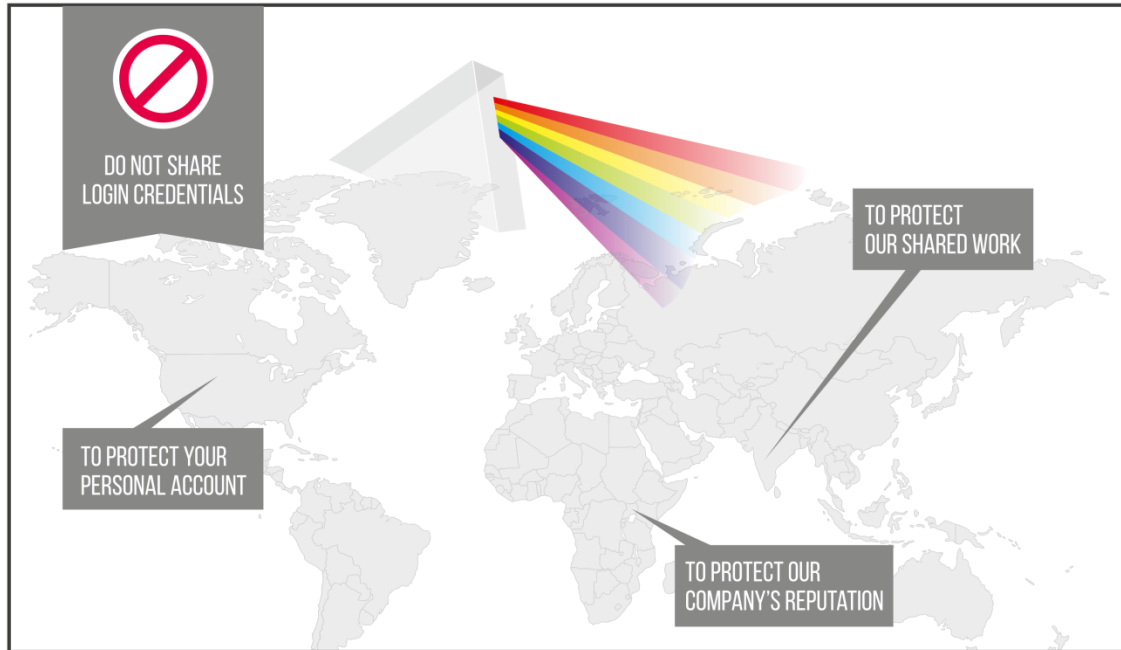 DO NOT SHARE
LOGIN CREDENTIALS
TO PROTECT
OUR SHARED WORK
TO PROTECT YOUR
PERSONAL ACCOUNT
TO PROTECT OUR
COMPANY'S REPUTATION